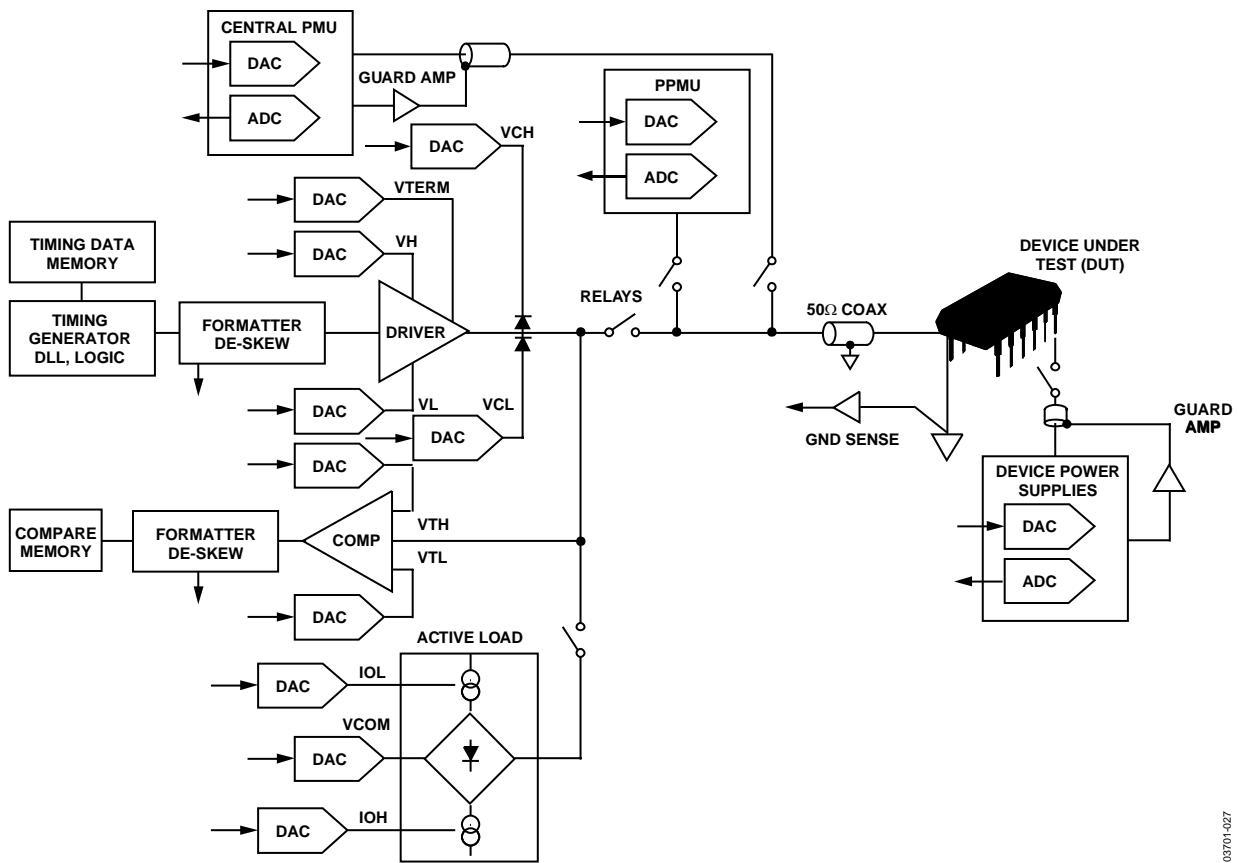 CENTRAL PMU
DAC
ADC
GUARD AMP
PPMU
DAC
ADC
DAC
VCH
DAC
VTERM
DAC
VH
TIMING DATA
MEMORY
TIMING
GENERATOR
DLL, LOGIC
FORMATTER
DE-SKEW
DRIVER
RELAYS
50Ω COAX
DEVICE UNDER
TEST (DUT)
DAC
VL
DAC
VCL
DAC
GND SENSE
GUARD
AMP
DEVICE POWER
SUPPLIES
DAC
ADC
COMPARE
MEMORY
FORMATTER
DE-SKEW
COMP
VTH
VTL
DAC
ACTIVE LOAD
DAC
IOL
DAC
VCOM
DAC
IOH
03701-027